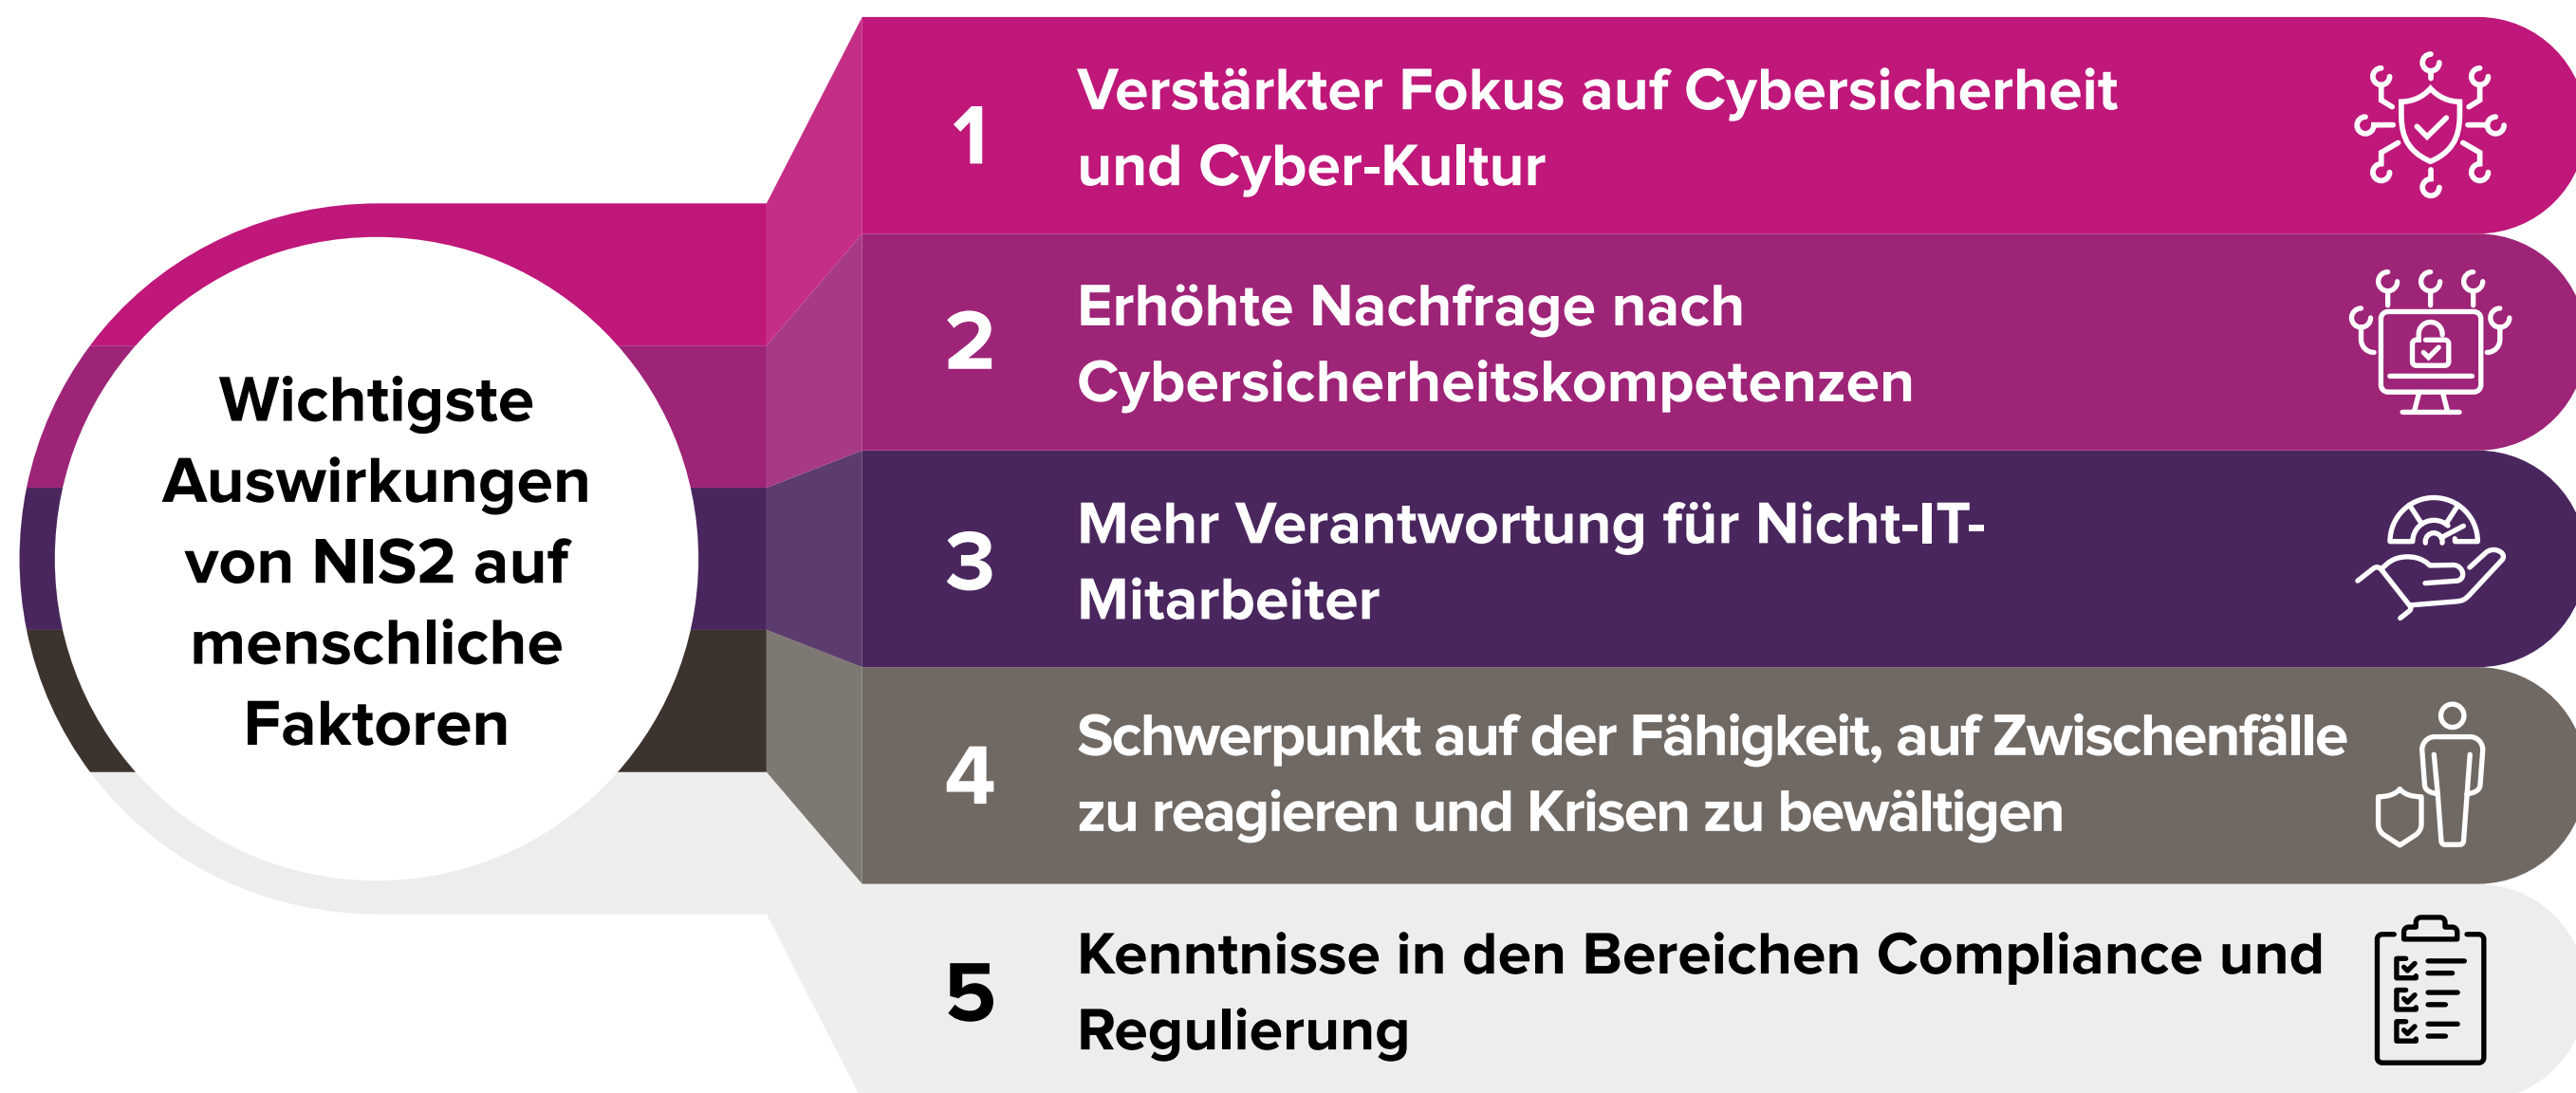 Wichtigste
Auswirkungen
von NIS2 auf
menschliche
Faktoren
1
Verstärkter Fokus auf Cybersicherheit
und Cyber-Kultur
2
Erhöhte Nachfrage nach
Cybersicherheitskompetenzen
3
Mehr Verantwortung für Nicht-IT-
Mitarbeiter
4
Schwerpunkt auf der Fähigkeit, auf Zwischenfälle
zu reagieren und Krisen zu bewältigen
5
Kenntnisse in den Bereichen Compliance und
Regulierung